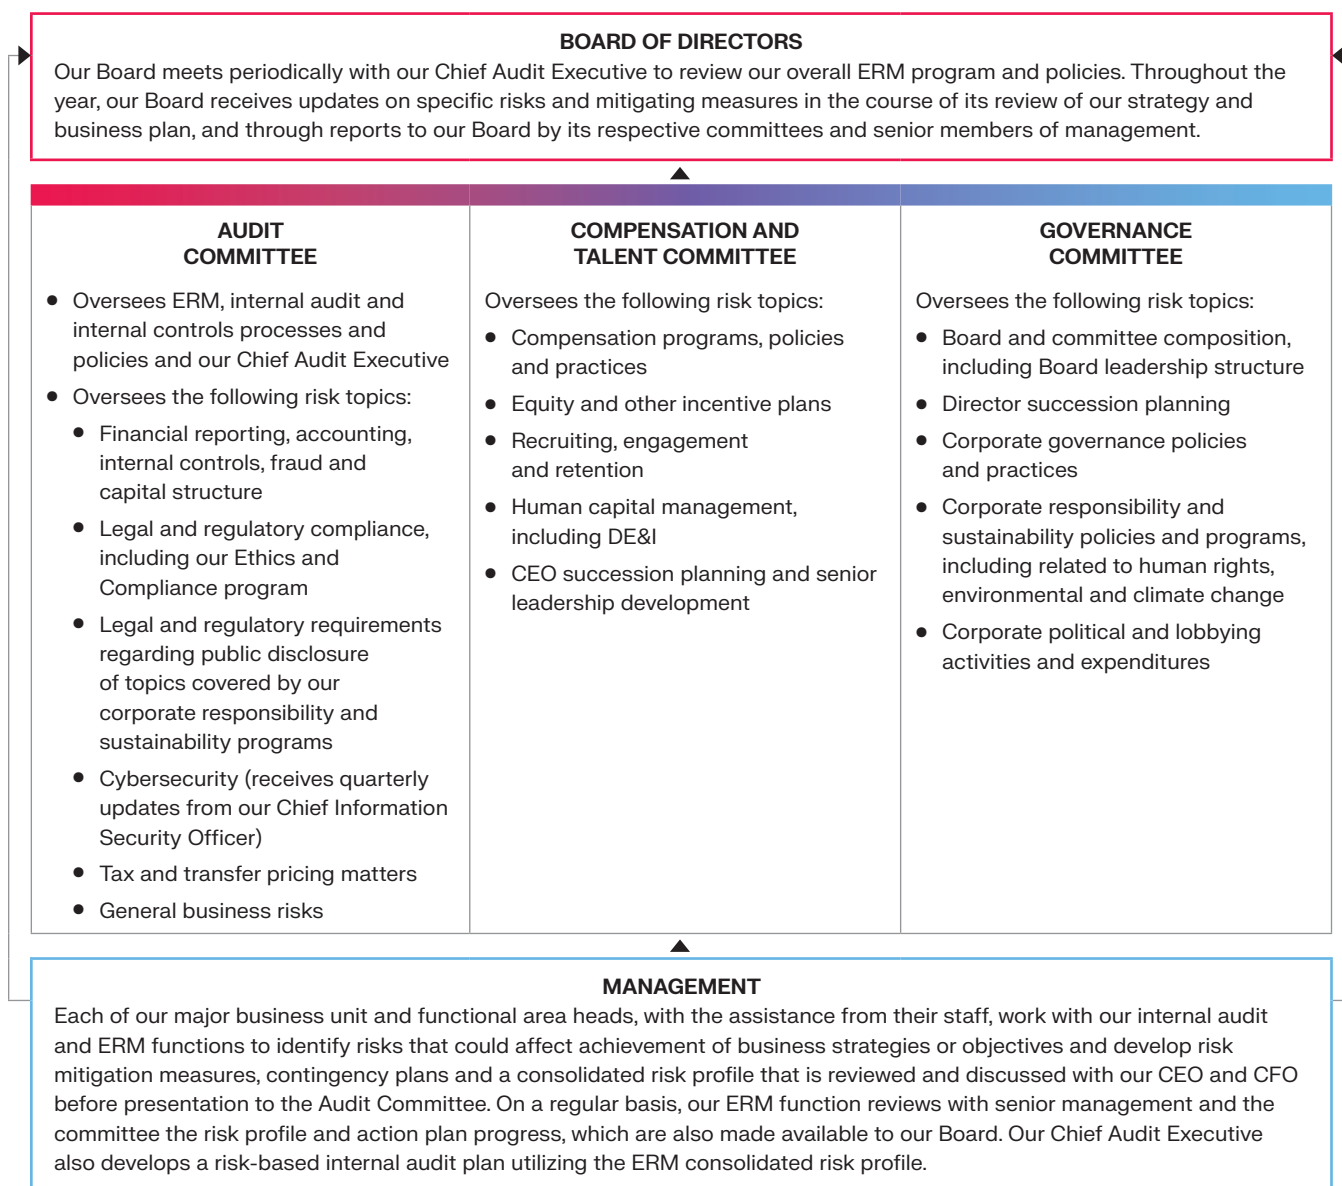 BOARD OF DIRECTORS
Our Board meets periodically with our Chief Audit Executive to review our overall ERM program and policies. Throughout the
year, our Board receives updates on specific risks and mitigating measures in the course of its review of our strategy and
business plan, and through reports to our Board by its respective committees and senior members of management.
AUDIT
COMMITTEE
● Oversees ERM, internal audit and
internal controls processes and
policies and our Chief Audit Executive
● Oversees the following risk topics:
● Financial reporting, accounting,
internal controls, fraud and
capital structure
● Legal and regulatory compliance,
including our Ethics and
Compliance program
● Legal and regulatory requirements
regarding public disclosure
of topics covered by our
corporate responsibility and
sustainability programs
● Cybersecurity (receives quarterly
updates from our Chief Information
Security Officer)
● Tax and transfer pricing matters
● General business risks
COMPENSATION AND
TALENT COMMITTEE
Oversees the following risk topics:
● Compensation programs, policies
and practices
● Equity and other incentive plans
● Recruiting, engagement
and retention
● Human capital management,
including DE&I
● CEO succession planning and senior
leadership development
GOVERNANCE
COMMITTEE
Oversees the following risk topics:
● Board and committee composition,
including Board leadership structure
● Director succession planning
● Corporate governance policies
and practices
● Corporate responsibility and
sustainability policies and programs,
including related to human rights,
environmental and climate change
● Corporate political and lobbying
activities and expenditures
MANAGEMENT
Each of our major business unit and functional area heads, with the assistance from their staff, work with our internal audit
and ERM functions to identify risks that could affect achievement of business strategies or objectives and develop risk
mitigation measures, contingency plans and a consolidated risk profile that is reviewed and discussed with our CEO and CFO
before presentation to the Audit Committee. On a regular basis, our ERM function reviews with senior management and the
committee the risk profile and action plan progress, which are also made available to our Board. Our Chief Audit Executive
also develops a risk-based internal audit plan utilizing the ERM consolidated risk profile.